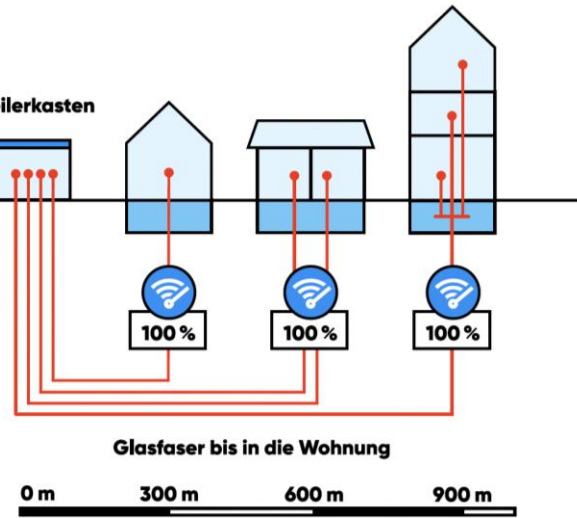 ilerkasten
100 %
100 %
100 %
Glasfaser bis in die Wohnung
0 m
300 m
600 m
900 m